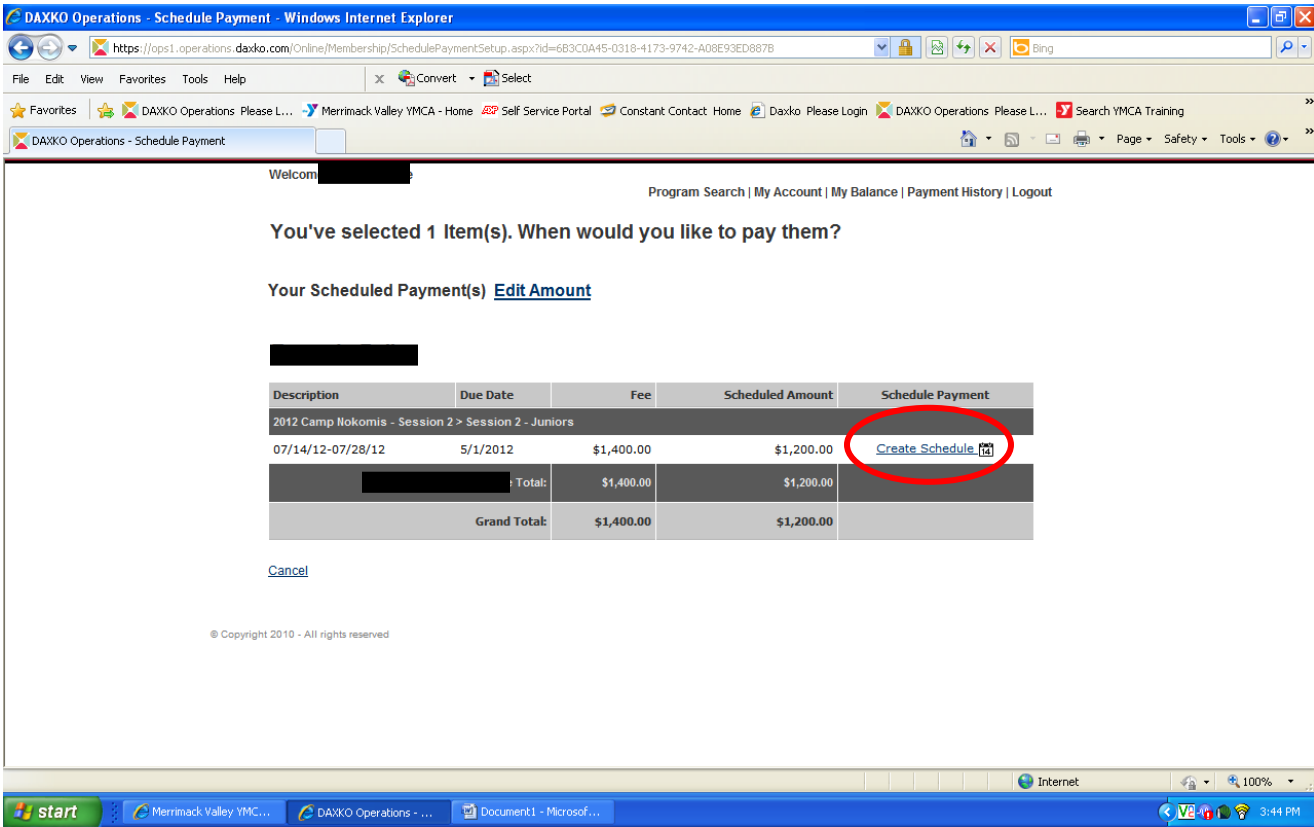 DAXKO Operations - Schedule Payment - Windows Internet Explorer
https://ops1.operations.daxko.com/Online/Membership/SchedulePaymentSetup.aspx?id=6B3C0A45-0318-4173-9742-A08E93ED887B Bing
File Edit View Favorites Tools Help x Convert Select
Favorites DAXKO Operations Please L... Merrimack Valley YMCA - Home Self Service Portal Constant Contact Home Daxko Please Login DAXKO Operations Please L... Search YMCA Training »
DAXKO Operations - Schedule Payment Page Safety Tools »
Welcom
Program Search | My Account | My Balance | Payment History | Logout
You've selected 1 Item(s). When would you like to pay them?
Your Scheduled Payment(s) Edit Amount
Description Due Date Fee Scheduled Amount Schedule Payment
2012 Camp Nokomis - Session 2 > Session 2 - Juniors
07/14/12-07/28/12 5/1/2012 $1,400.00 $1,200.00 Create Schedule 14
Total: $1,400.00 $1,200.00
Grand Total: $1,400.00 $1,200.00
Cancel
© Copyright 2010 - All rights reserved
Internet 100%
start Merrimack Valley YMC... DAXKO Operations - ... Document1 - Microsof... 3:44 PM